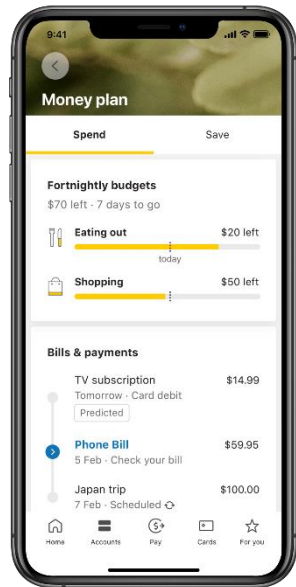 9:41
Money plan
Spend Save
Fortnightly budgets
$70 left · 7 days to go
Eating out $20 left
today
Shopping $50 left
Bills & payments
TV subscription $14.99
Tomorrow · Card debit
Predicted
Phone Bill $59.95
5 Feb · Check your bill
Japan trip $100.00
7 Feb · Scheduled
Home Accounts Pay Cards For you